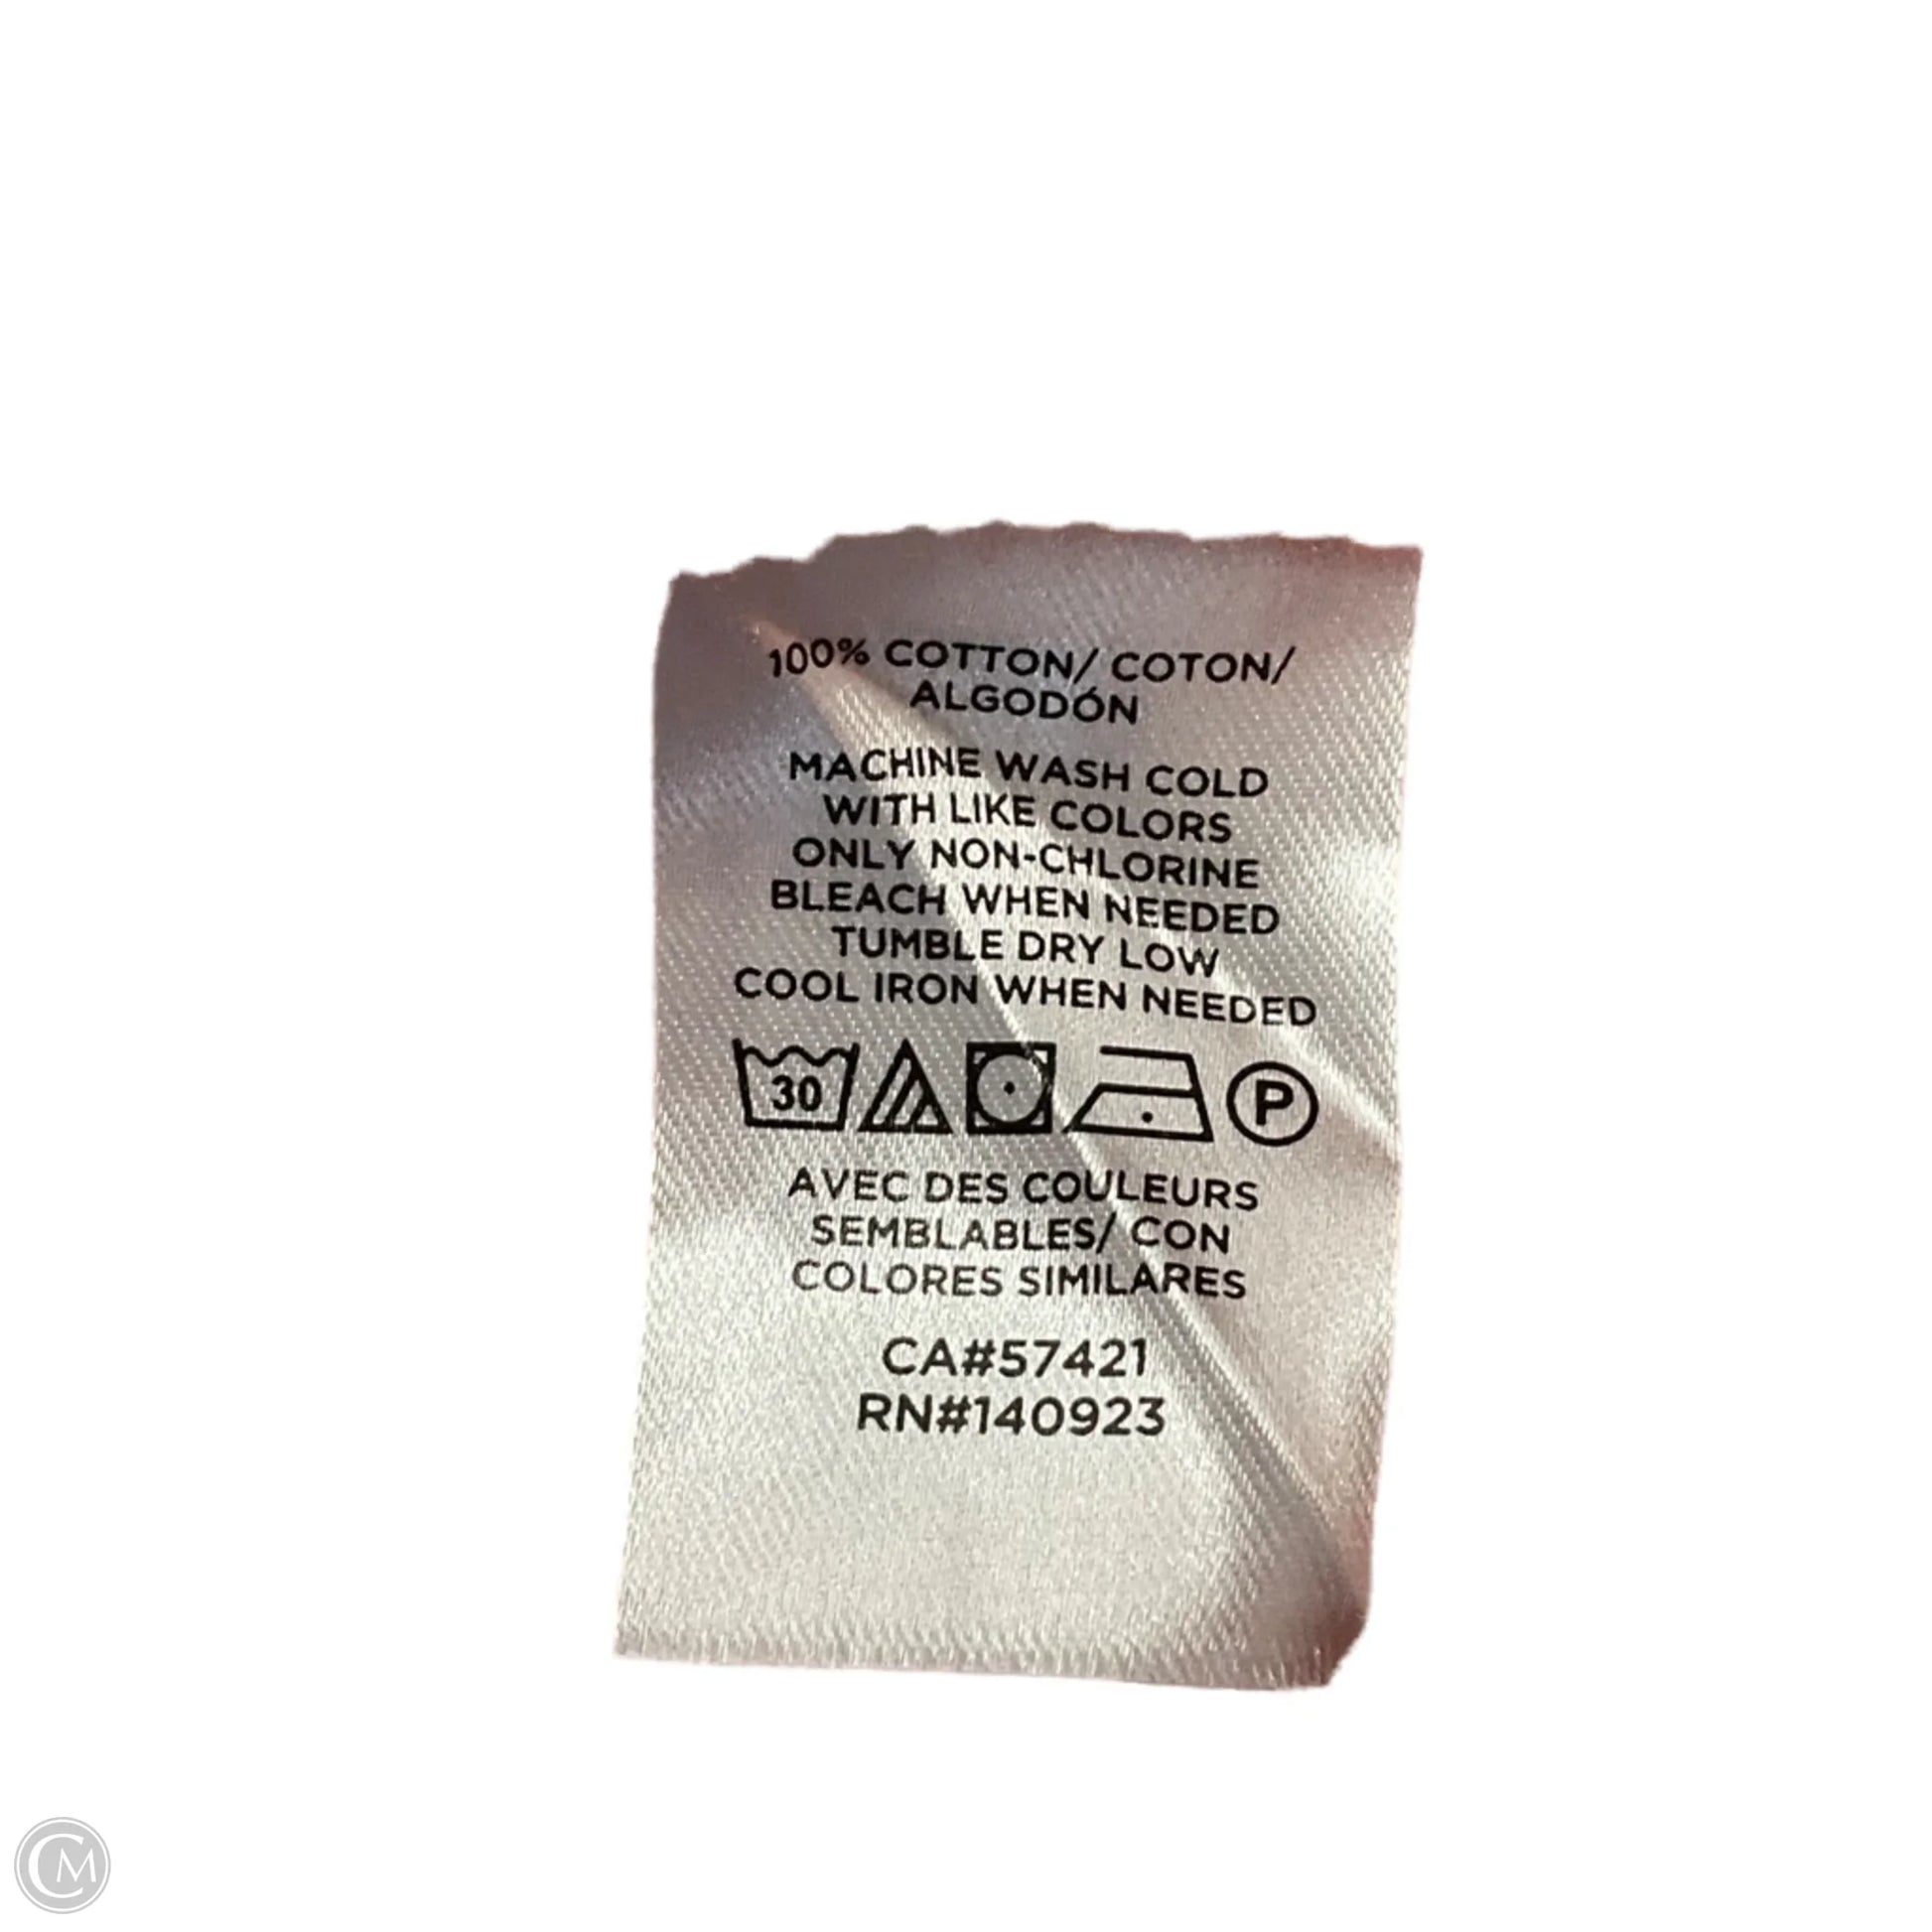 100% COTTON/ COTON/
ALGODÓN
MACHINE WASH COLD
WITH LIKE COLORS
ONLY NON-CHLORINE
BLEACH WHEN NEEDED
TUMBLE DRY LOW
COOL IRON WHEN NEEDED
30 P
AVEC DES COULEURS
SEMBLABLES/ CON
COLORES SIMILARES
CA#57421
RN#140923
CM